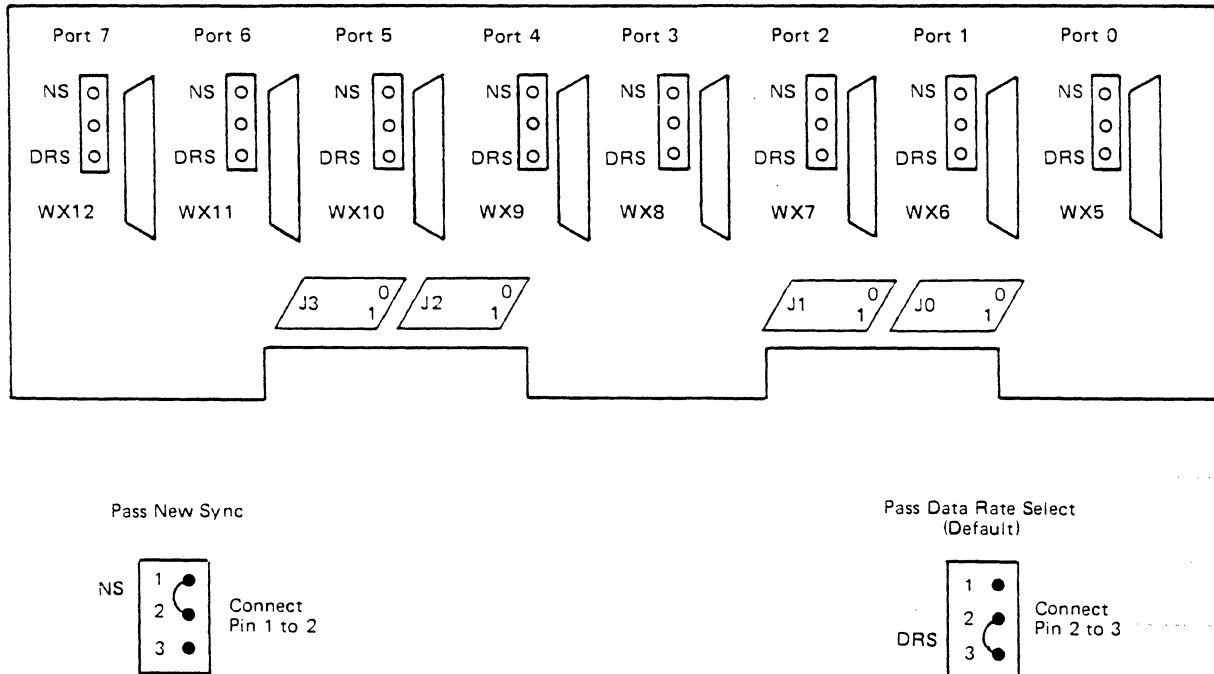 Port 7 Port 6 Port 5 Port 4 Port 3 Port 2 Port 1 Port 0
NS NS NS NS NS NS NS NS
DRS DRS DRS DRS DRS DRS DRS DRS
WX12 WX11 WX10 WX9 WX8 WX7 WX6 WX5
J3 0 1 J2 0 1 J1 0 1 J0 0 1
Pass New Sync
NS
1
2
3
Connect
Pin 1 to 2
Pass Data Rate Select
(Default)
DRS
1
2
3
Connect
Pin 2 to 3